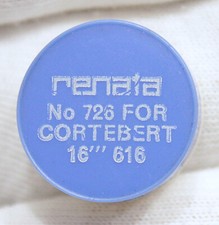 renata
No 726 FOR
CORTEBERT
16''' 616